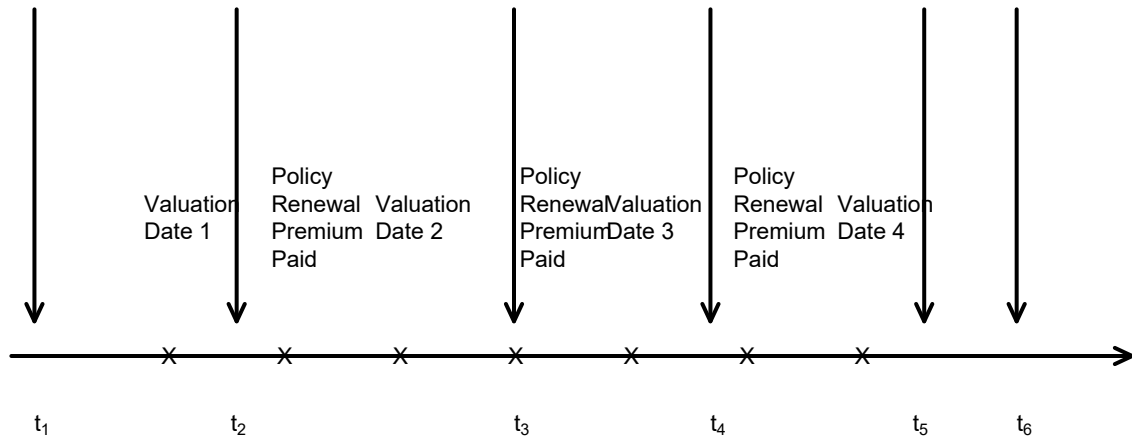 Valuation
Date 1
Policy
Renewal
Premium
Paid
Valuation
Date 2
Policy
Renewal
Premium
Paid
Valuation
Date 3
Policy
Renewal
Premium
Paid
Valuation
Date 4
X X X X X X X
t1 t2 t3 t4 t5 t6